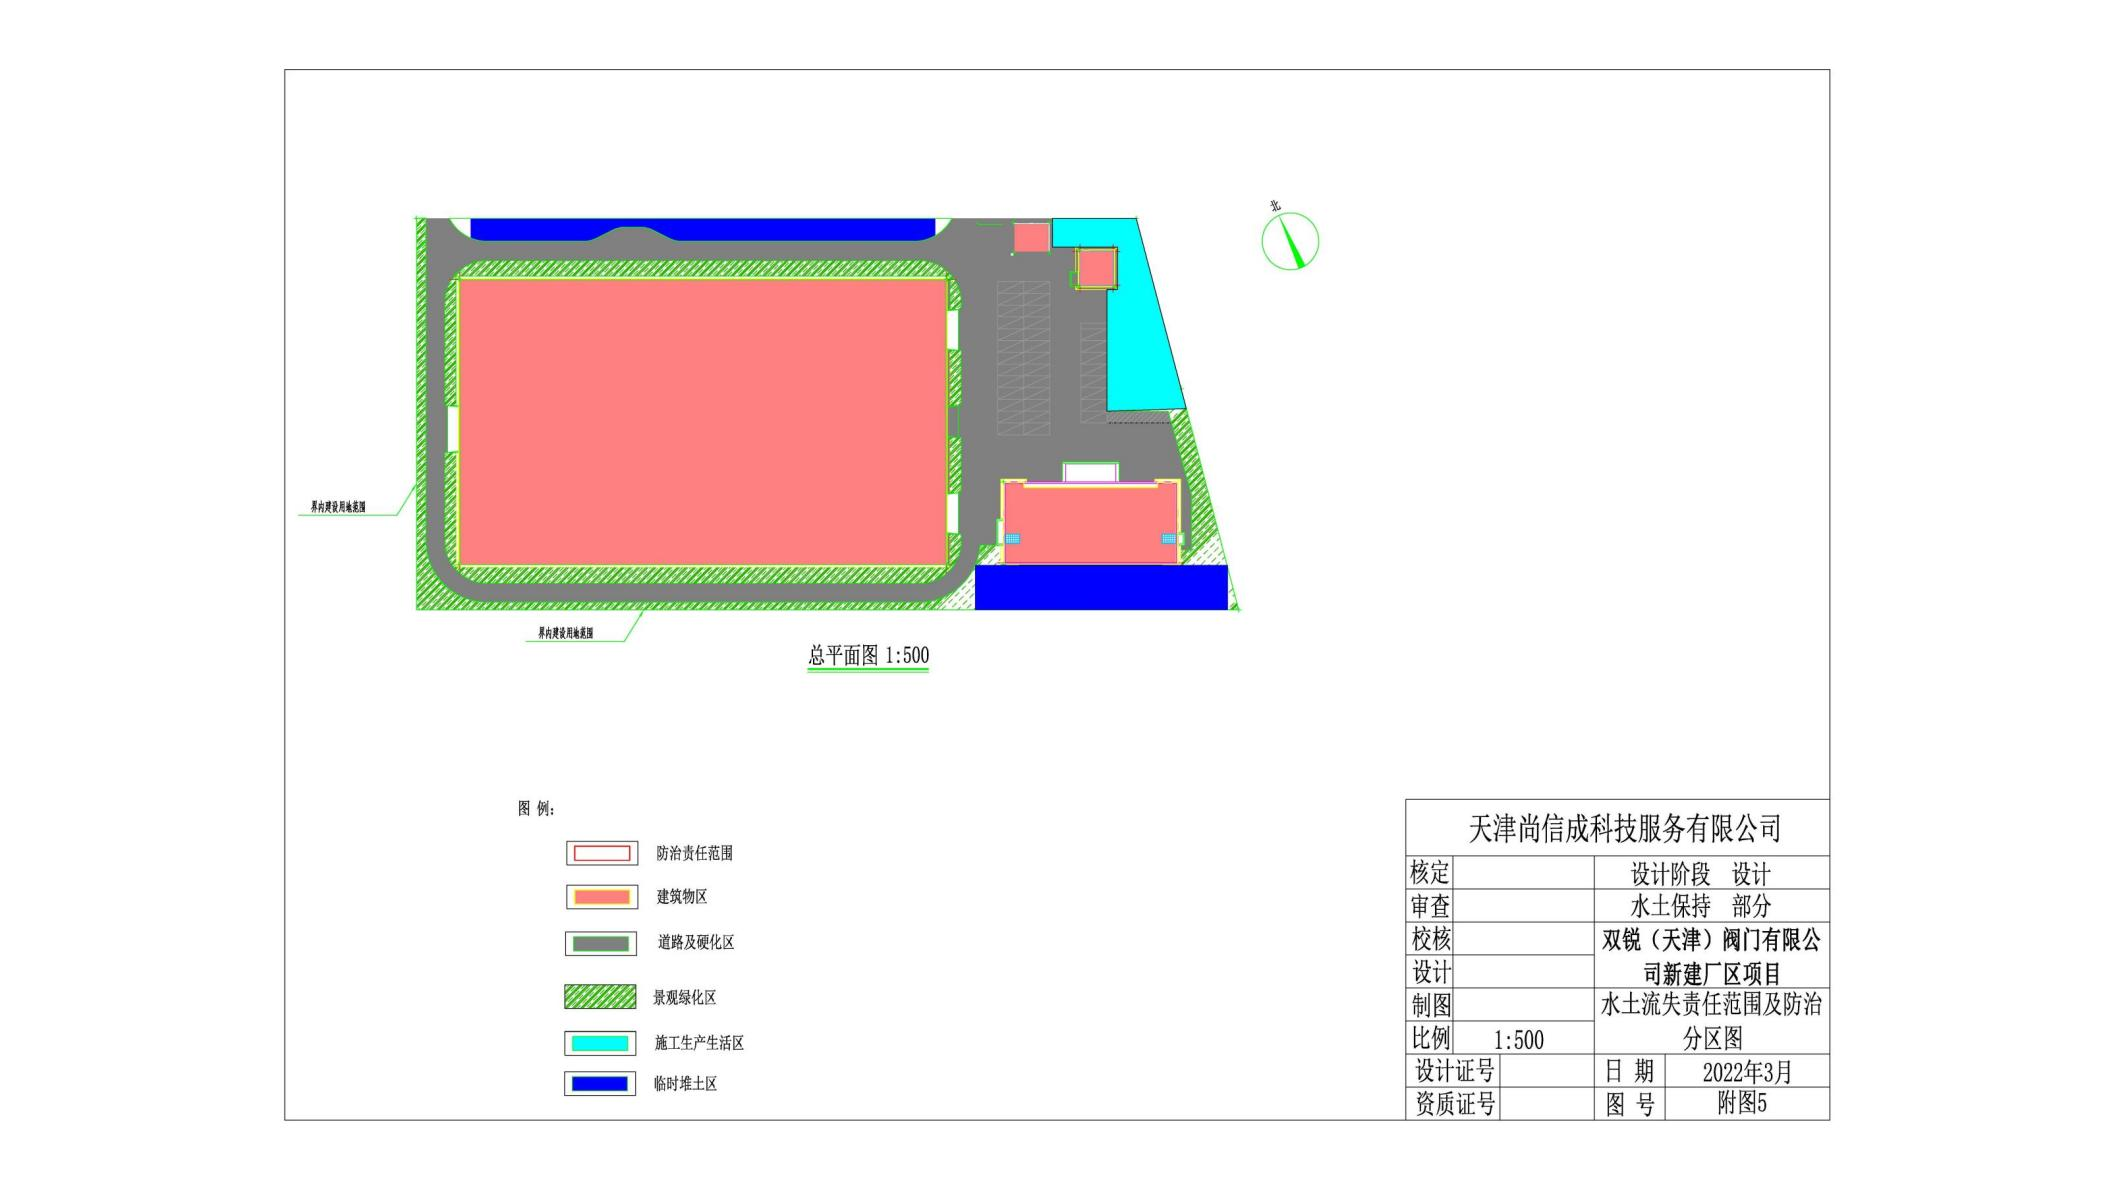 北
界内建设用地范围
界内建设用地范围
总平面图 1:500
图 例:
防治责任范围
建筑物区
道路及硬化区
景观绿化区
施工生产生活区
临时堆土区
天津尚信成科技服务有限公司
核定
设计阶段 设计
审查
水土保持 部分
校核
双锐（天津）阀门有限公
设计
司新建厂区项目
制图
水土流失责任范围及防治
比例 1:500
分区图
设计证号
日 期 2022年3月
资质证号
图 号 附图5